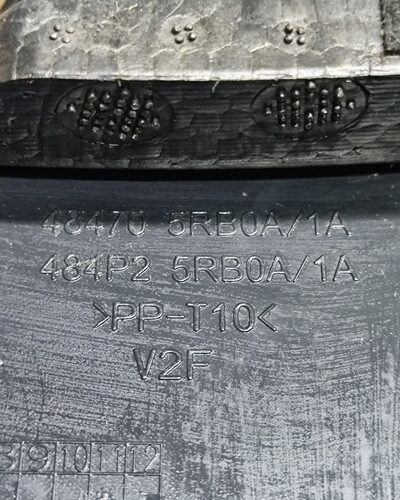 48470 5RB0A/1A
484P2 5RB0A/1A
>PP-T10<
V2F
8 9 10 11 12